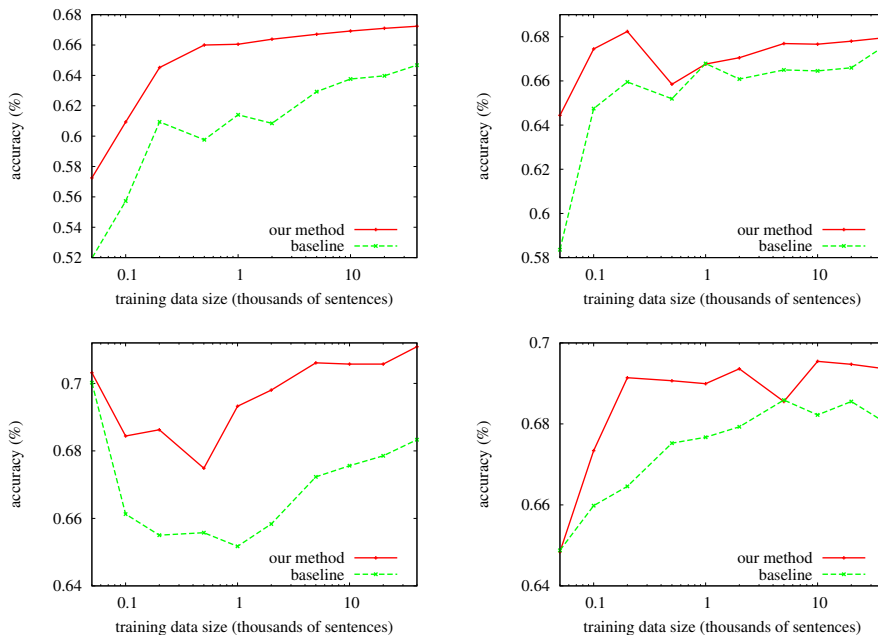 0.68
0.66
0.64
0.62
0.6
0.58
0.56
0.54
0.52
0.1 1 10
accuracy (%)
training data size (thousands of sentences)
our method
baseline
0.68
0.66
0.64
0.62
0.6
0.58
0.1 1 10
accuracy (%)
training data size (thousands of sentences)
our method
baseline
0.7
0.68
0.66
0.64
0.1 1 10
accuracy (%)
training data size (thousands of sentences)
our method
baseline
0.7
0.68
0.66
0.64
0.1 1 10
accuracy (%)
training data size (thousands of sentences)
our method
baseline